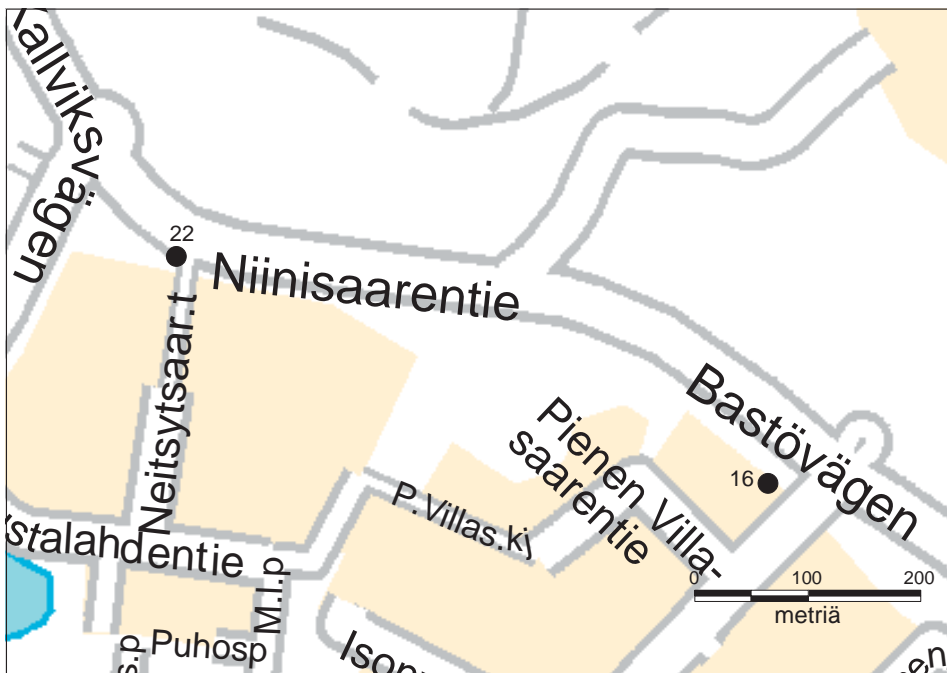 Kallviksvägen
22
Niinisaarentie
Neitsytsaar.t
Bastövägen
Pienen Villa-
saarentie
16
P.Villas.kj
stalahdentie
M.l.p
Puhosp
s.p
0 100 200
metriä